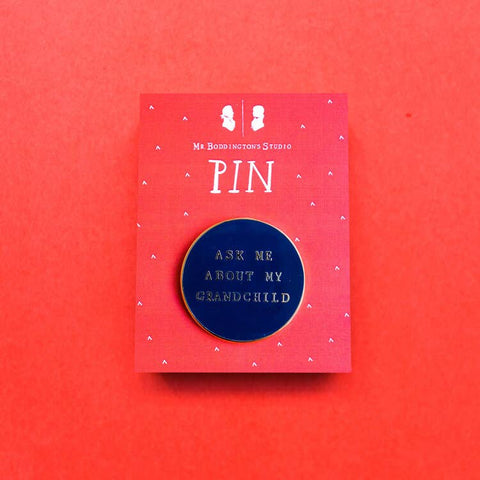 MR. BODDINGTON'S STUDIO
PIN
ASK ME
ABOUT MY
GRANDCHILD